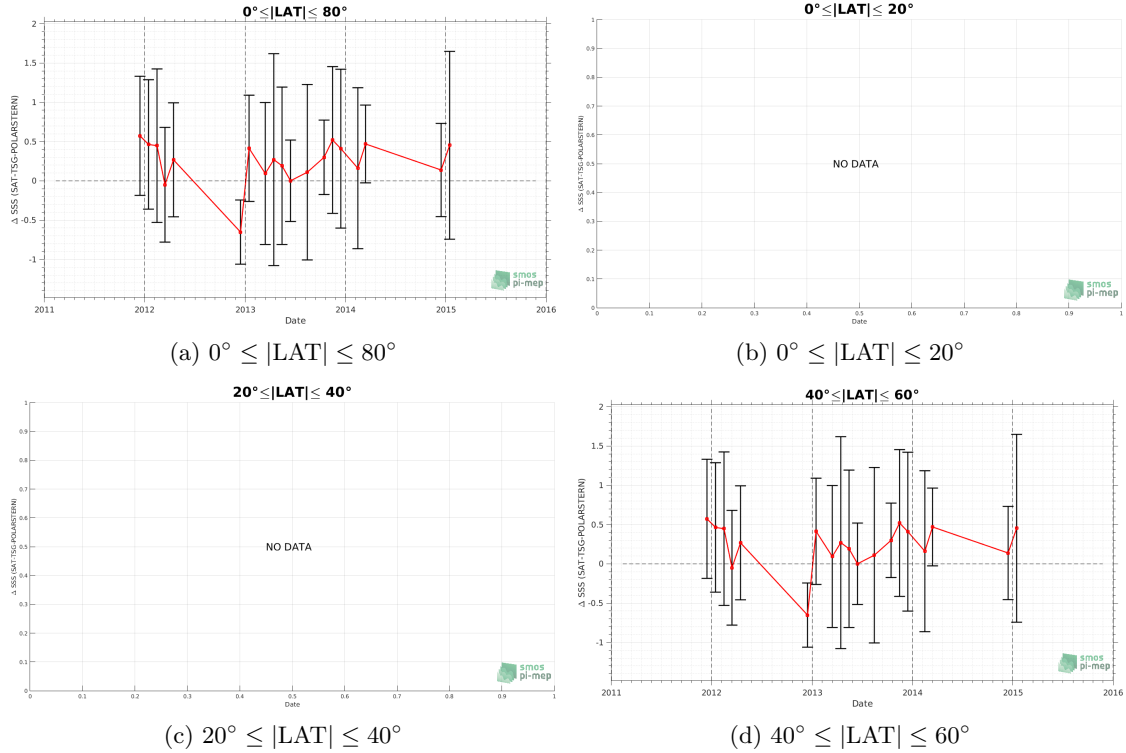 0°≤|LAT|≤ 80°
Δ SSS (SAT-TSG-POLARSTERN)
2
1.5
1
0.5
0
-0.5
-1
2011 2012 2013 2014 2015 2016
Date
smos
pi-mep
(a) 0° ≤ |LAT| ≤ 80°
0°≤|LAT|≤ 20°
Δ SSS (SAT-TSG-POLARSTERN)
1
0.9
0.8
0.7
0.6
0.5
0.4
0.3
0.2
0.1
0
NO DATA
0 0.1 0.2 0.3 0.4 0.5 0.6 0.7 0.8 0.9 1
Date
smos
pi-mep
(b) 0° ≤ |LAT| ≤ 20°
20°≤|LAT|≤ 40°
Δ SSS (SAT-TSG-POLARSTERN)
1
0.9
0.8
0.7
0.6
0.5
0.4
0.3
0.2
0.1
0
NO DATA
0 0.1 0.2 0.3 0.4 0.5 0.6 0.7 0.8 0.9 1
Date
smos
pi-mep
(c) 20° ≤ |LAT| ≤ 40°
40°≤|LAT|≤ 60°
Δ SSS (SAT-TSG-POLARSTERN)
2
1.5
1
0.5
0
-0.5
-1
2011 2012 2013 2014 2015 2016
Date
smos
pi-mep
(d) 40° ≤ |LAT| ≤ 60°